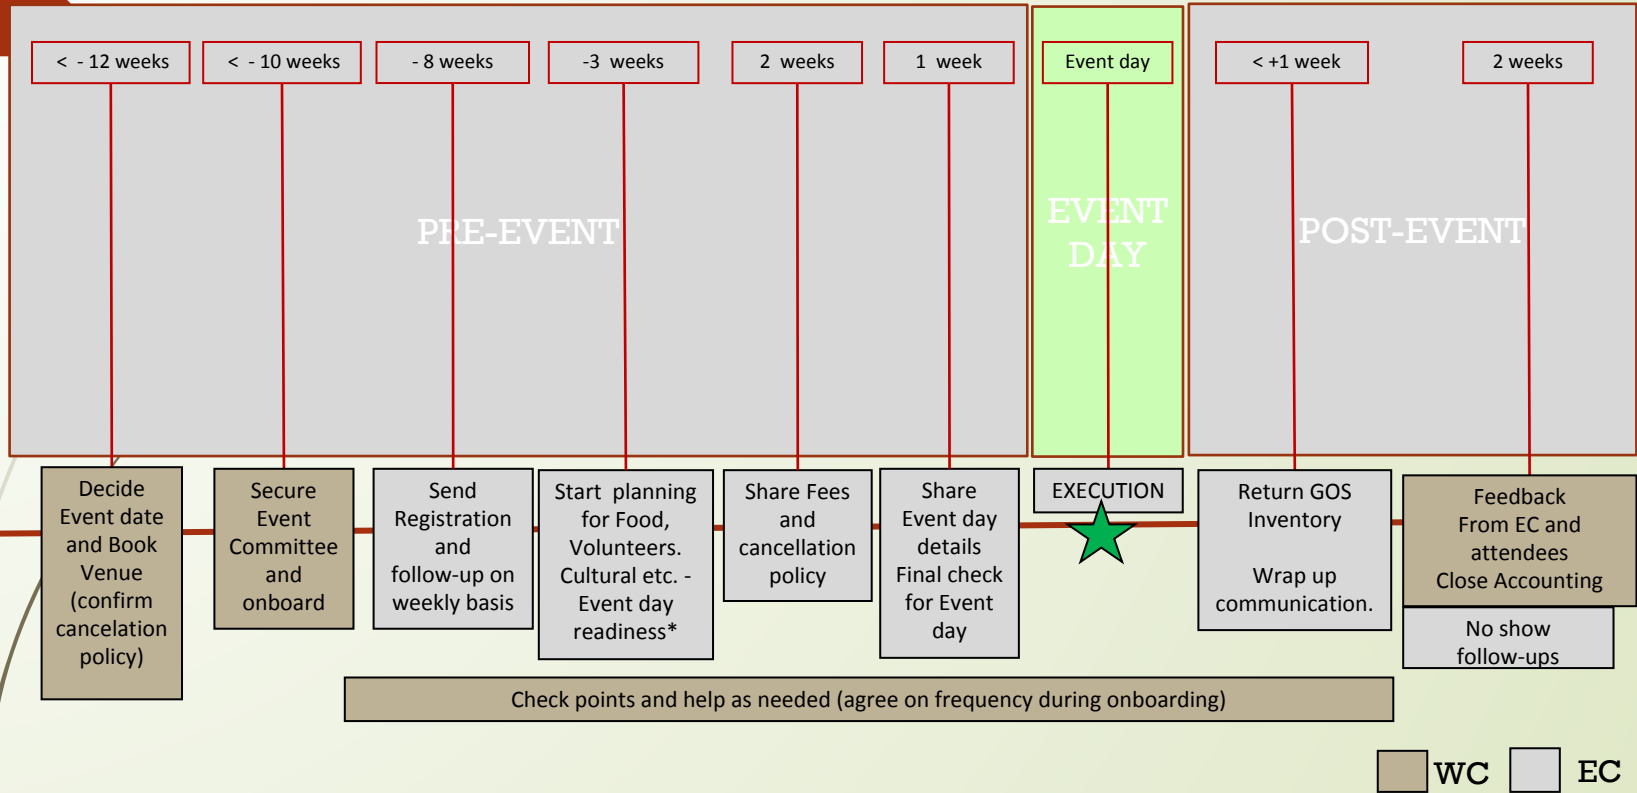 < - 12 weeks
< - 10 weeks
- 8 weeks
-3 weeks
2 weeks
1 week
Event day
< +1 week
2 weeks
PRE-EVENT
EVENT
DAY
POST-EVENT
Decide
Event date
and Book
Venue
(confirm
cancelation
policy)
Secure
Event
Committee
and
onboard
Send
Registration
and
follow-up on
weekly basis
Start planning
for Food,
Volunteers.
Cultural etc. -
Event day
readiness*
Share Fees
and
cancellation
policy
Share
Event day
details
Final check
for Event
day
EXECUTION
Return GOS
Inventory
Wrap up
communication.
Feedback
From EC and
attendees
Close Accounting
No show
follow-ups
Check points and help as needed (agree on frequency during onboarding)
WC
EC